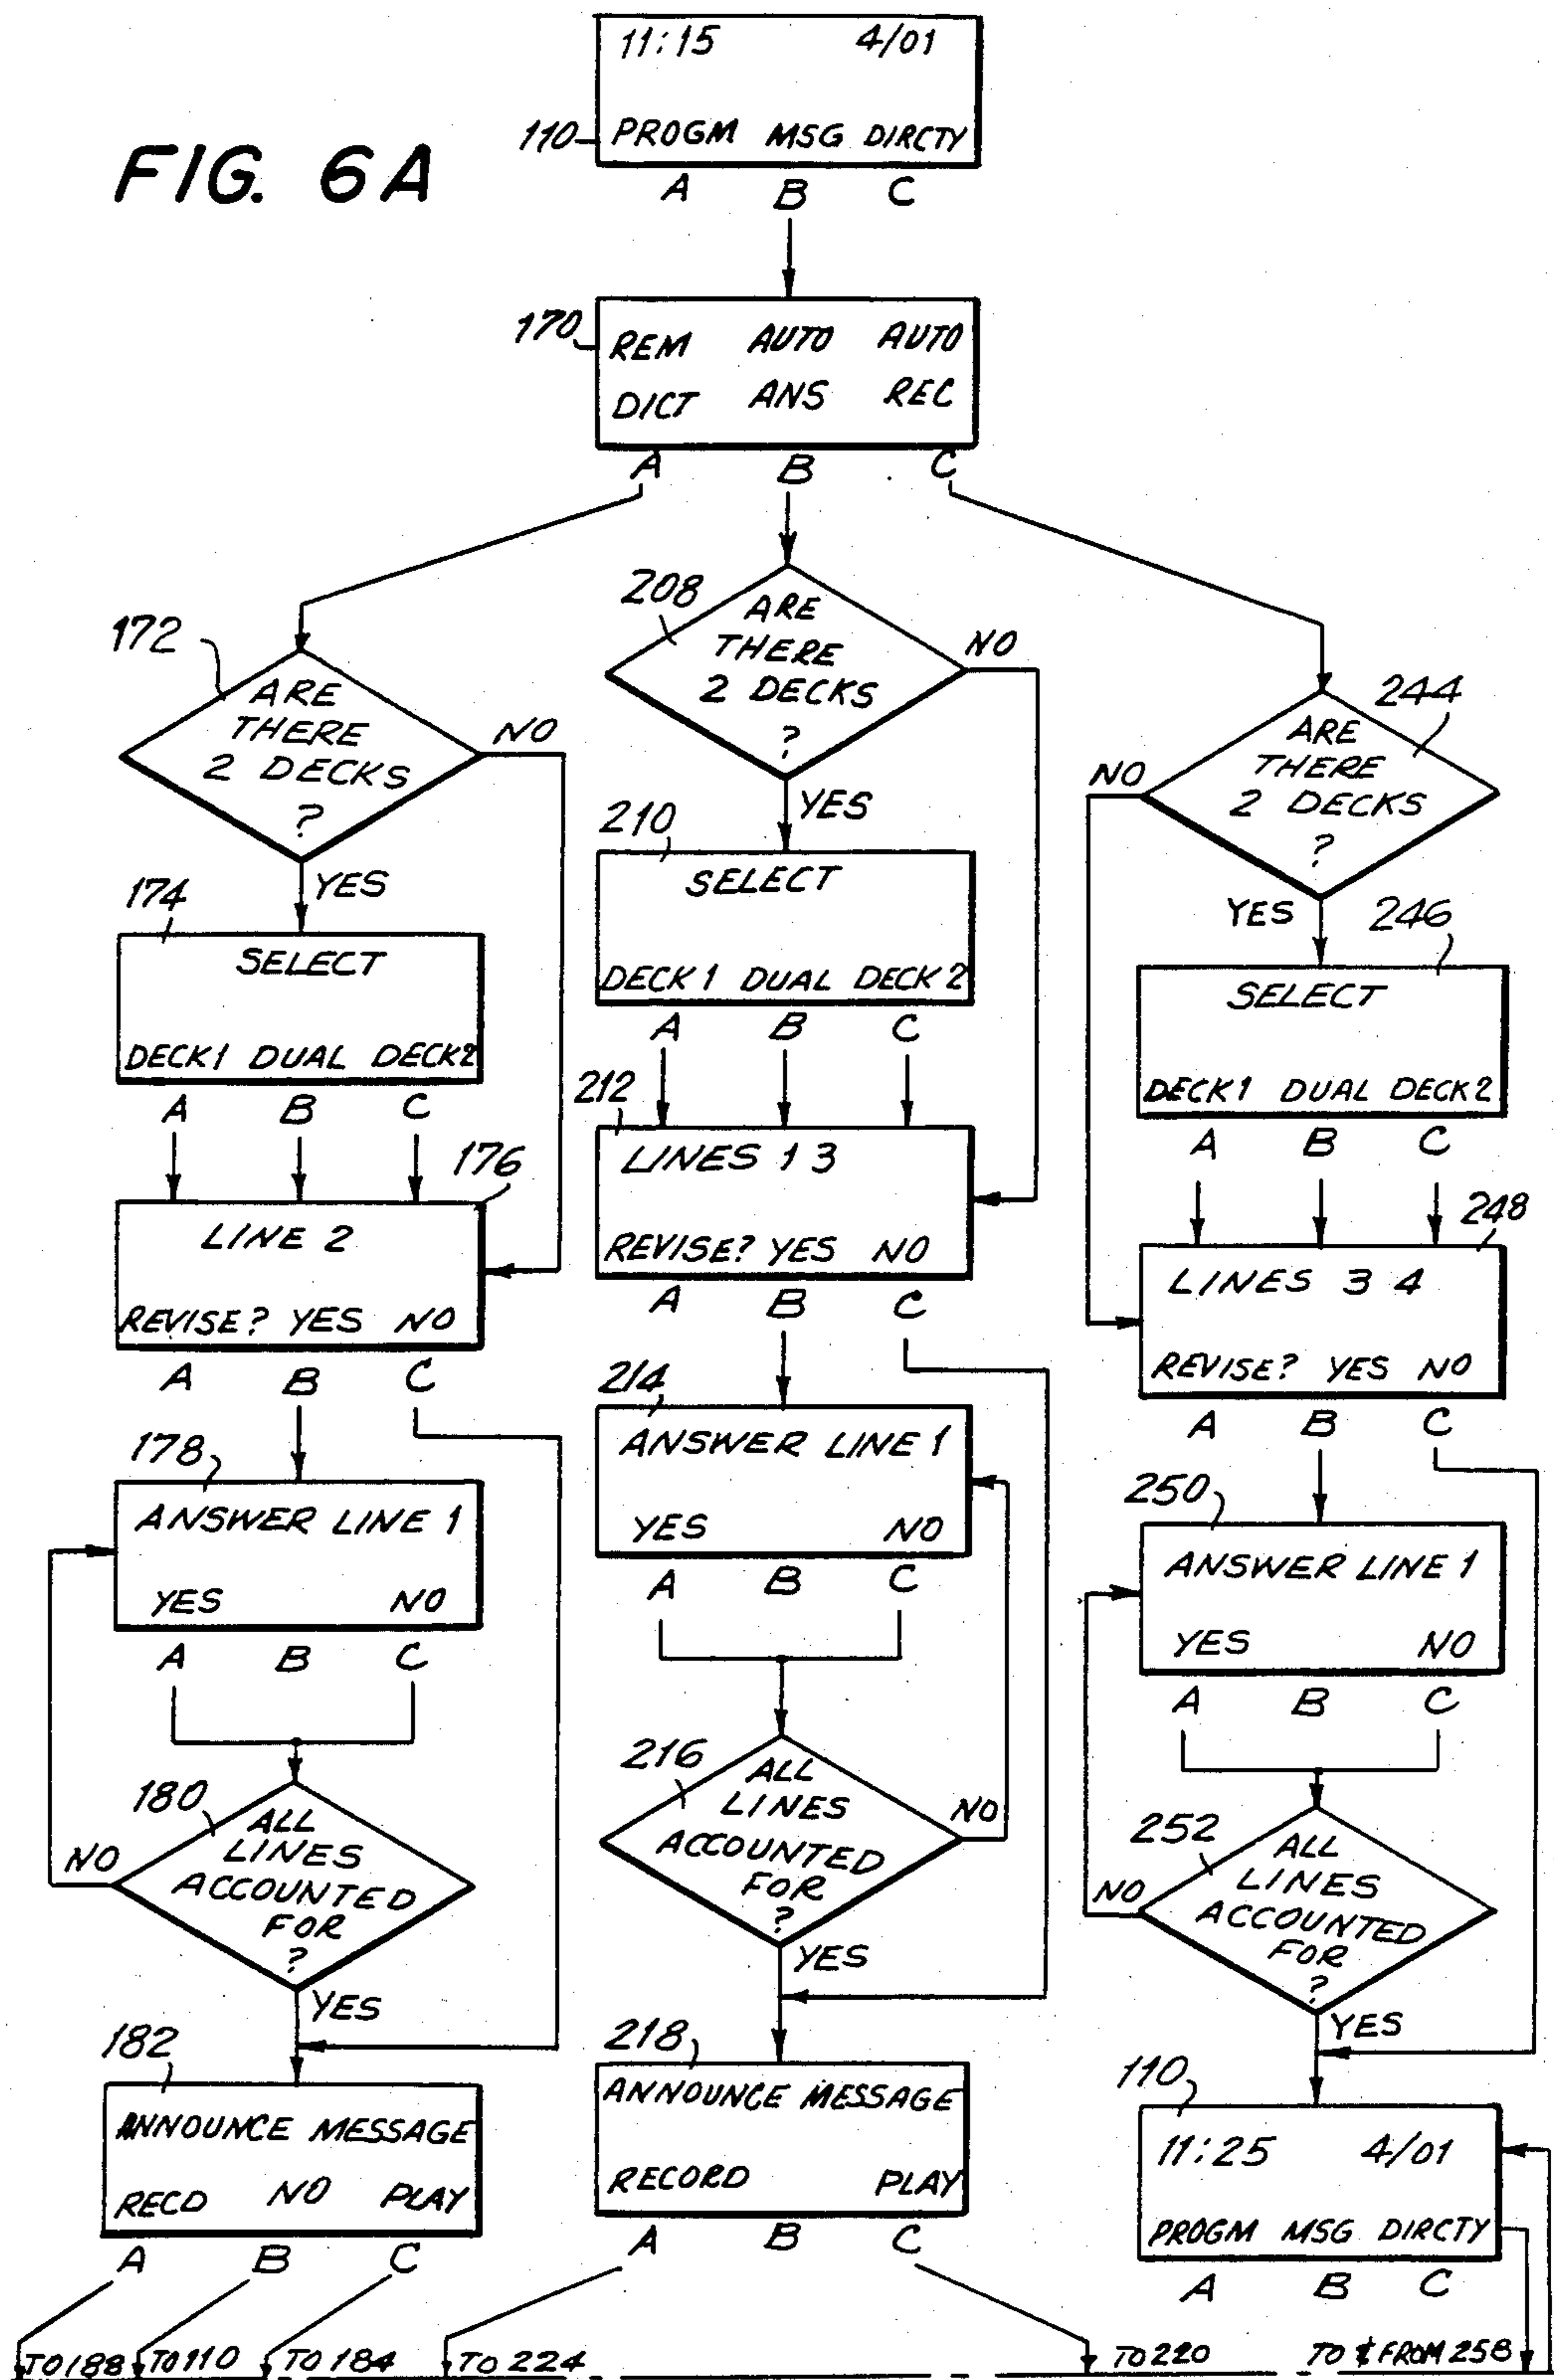 FIG. 6A
11:15 4/01
110 PROGM MSG DIRCTY
A B C
170 REM AUTO AUTO
DICT ANS REC
A B C
172
ARE
THERE
2 DECKS
?
NO
YES
174
SELECT
DECK1 DUAL DECK2
A B C
176
LINE 2
REVISE? YES NO
A B C
178
ANSWER LINE 1
YES NO
A B C
180
ALL
LINES
ACCOUNTED
FOR
?
NO
YES
182
ANNOUNCE MESSAGE
RECD NO PLAY
A B C
TO 188 TO 110 TO 184
208
ARE
THERE
2 DECKS
?
NO
YES
210
SELECT
DECK 1 DUAL DECK 2
A B C
212
LINES 1 3
REVISE? YES NO
A B C
214
ANSWER LINE 1
YES NO
A B C
216
ALL
LINES
ACCOUNTED
FOR
?
NO
YES
218
ANNOUNCE MESSAGE
RECORD PLAY
A B C
TO 224 TO 220
244
ARE
THERE
2 DECKS
?
NO
YES
246
SELECT
DECK 1 DUAL DECK 2
A B C
248
LINES 3 4
REVISE? YES NO
A B C
250
ANSWER LINE 1
YES NO
A B C
252
ALL
LINES
ACCOUNTED
FOR
?
NO
YES
110
11:25 4/01
PROGM MSG DIRCTY
A B C
TO & FROM 258